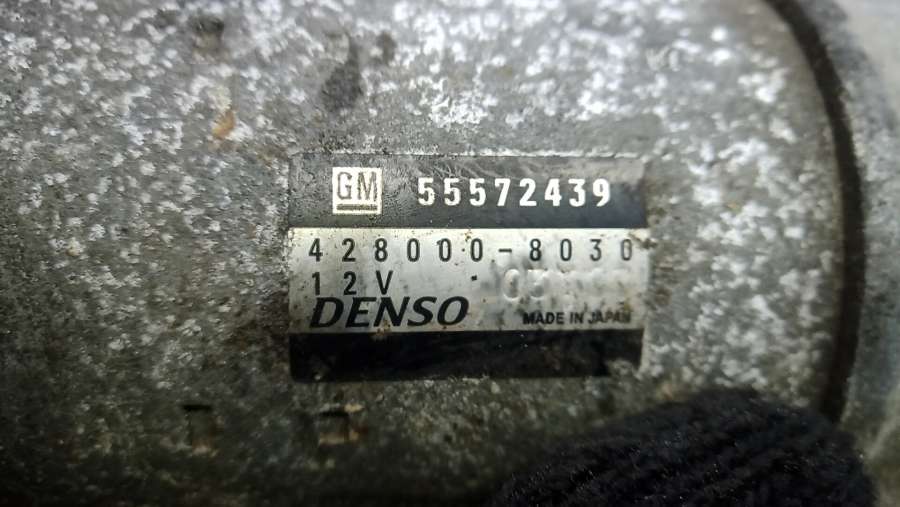 GM 55572439
428000-8030
12V
DENSO MADE IN JAPAN